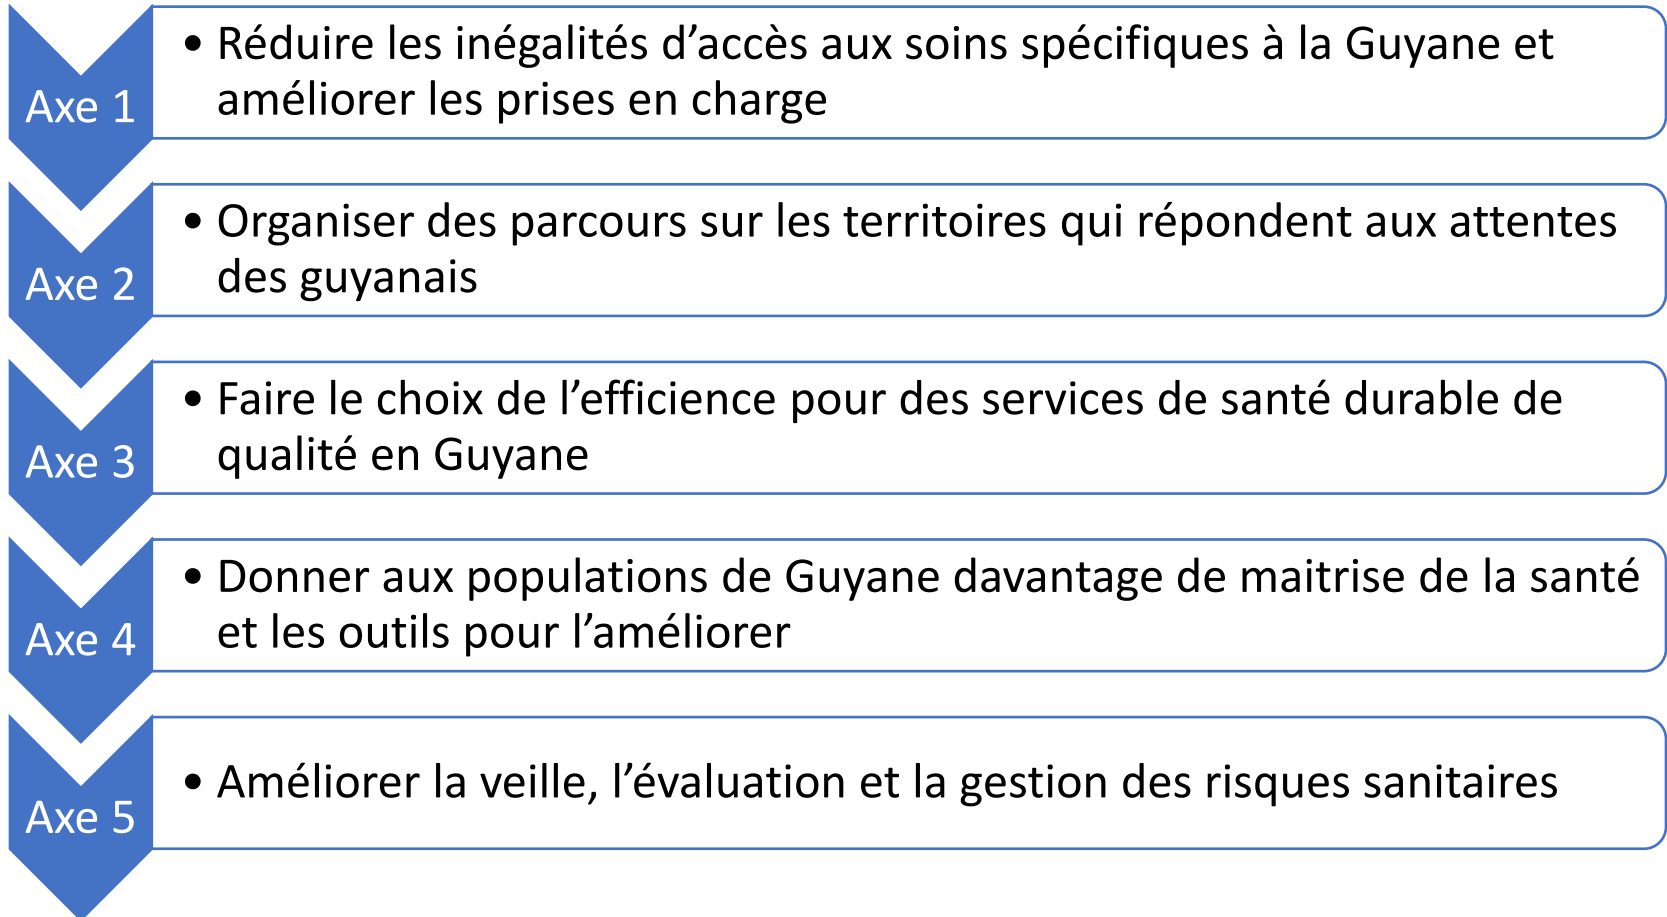 Axe 1
• Réduire les inégalités d’accès aux soins spécifiques à la Guyane et
améliorer les prises en charge
Axe 2
• Organiser des parcours sur les territoires qui répondent aux attentes
des guyanais
Axe 3
• Faire le choix de l’efficience pour des services de santé durable de
qualité en Guyane
Axe 4
• Donner aux populations de Guyane davantage de maitrise de la santé
et les outils pour l’améliorer
Axe 5
• Améliorer la veille, l’évaluation et la gestion des risques sanitaires